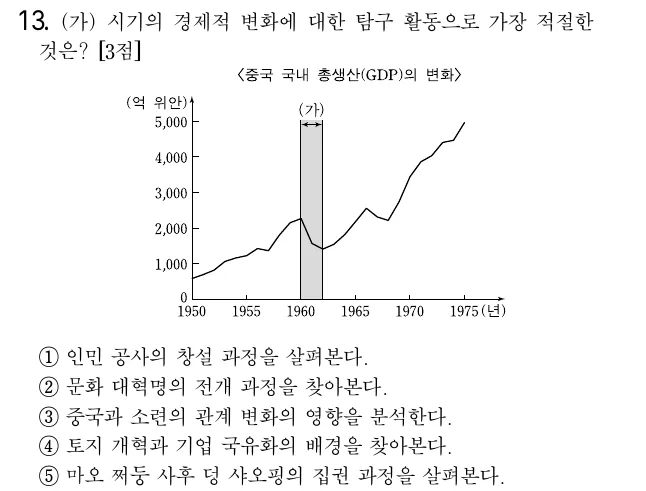 13. (가) 시기의 경제적 변화에 대한 탐구 활동으로 가장 적절한
것은? [3점]
〈중국 국내 총생산(GDP)의 변화〉
(억 위안)
(가)
5,000
4,000
3,000
2,000
1,000
0
1950 1955 1960 1965 1970 1975(년)
① 인민 공사의 창설 과정을 살펴본다.
② 문화 대혁명의 전개 과정을 찾아본다.
③ 중국과 소련의 관계 변화의 영향을 분석한다.
④ 토지 개혁과 기업 국유화의 배경을 찾아본다.
⑤ 마오 쩌둥 사후 덩 샤오핑의 집권 과정을 살펴본다.